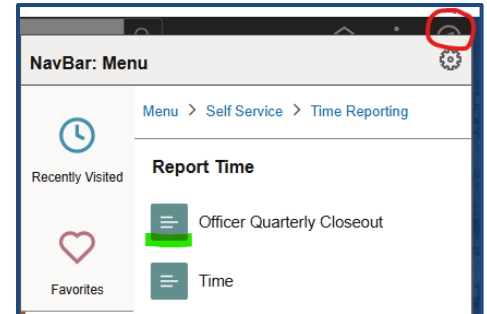 NavBar: Menu
Menu > Self Service > Time Reporting
Recently Visited
Report Time
Officer Quarterly Closeout
Favorites
Time